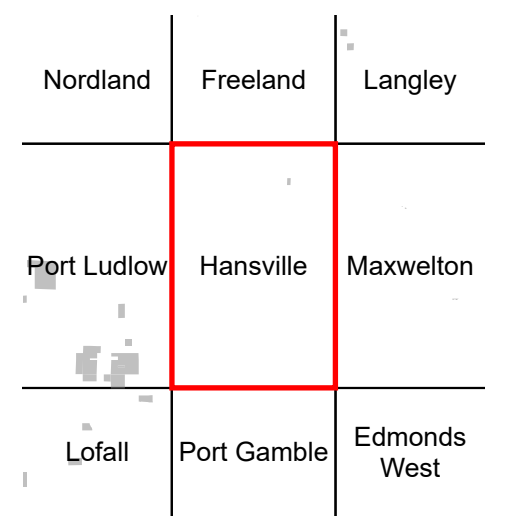 Nordland
Freeland
Langley
Port Ludlow
Hansville
Maxwelton
Lofall
Port Gamble
Edmonds
West